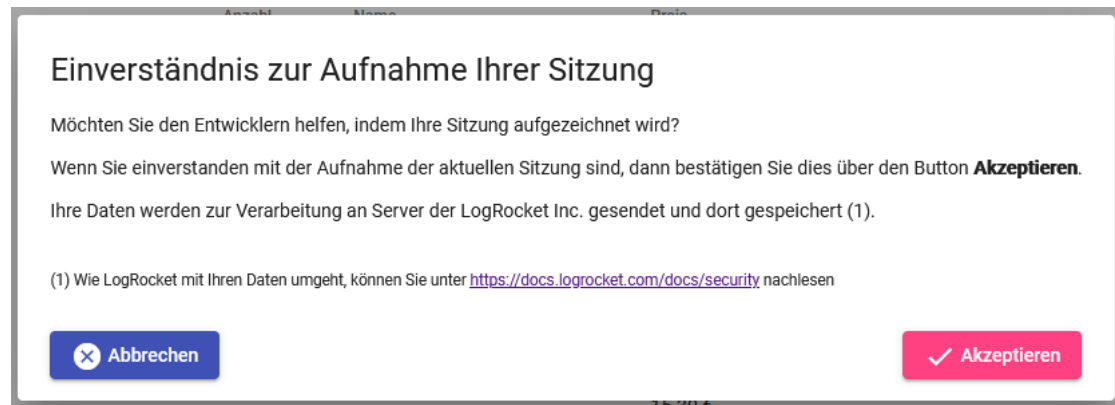 Anzahl Name Preis
Einverständnis zur Aufnahme Ihrer Sitzung
Möchten Sie den Entwicklern helfen, indem Ihre Sitzung aufgezeichnet wird?
Wenn Sie einverstanden mit der Aufnahme der aktuellen Sitzung sind, dann bestätigen Sie dies über den Button Akzeptieren.
Ihre Daten werden zur Verarbeitung an Server der LogRocket Inc. gesendet und dort gespeichert (1).
(1) Wie LogRocket mit Ihren Daten umgeht, können Sie unter https://docs.logrocket.com/docs/security nachlesen
Abbrechen Akzeptieren